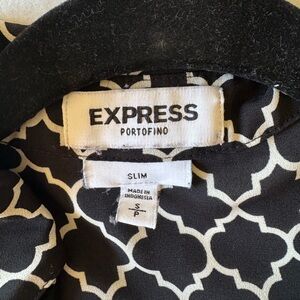 EXPRESS
PORTOFINO
SLIM
MADE IN
INDONESIA
S
P